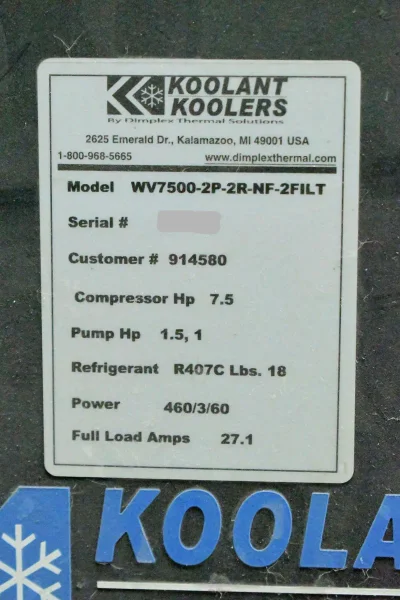 KOOLANT
KOOLERS
By Dimplex Thermal Solutions
2625 Emerald Dr., Kalamazoo, MI 49001 USA
1-800-968-5665 www.dimplexthermal.com
Model WV7500-2P-2R-NF-2FILT
Serial #
Customer # 914580
Compressor Hp 7.5
Pump Hp 1.5, 1
Refrigerant R407C Lbs. 18
Power 460/3/60
Full Load Amps 27.1
KOOLA